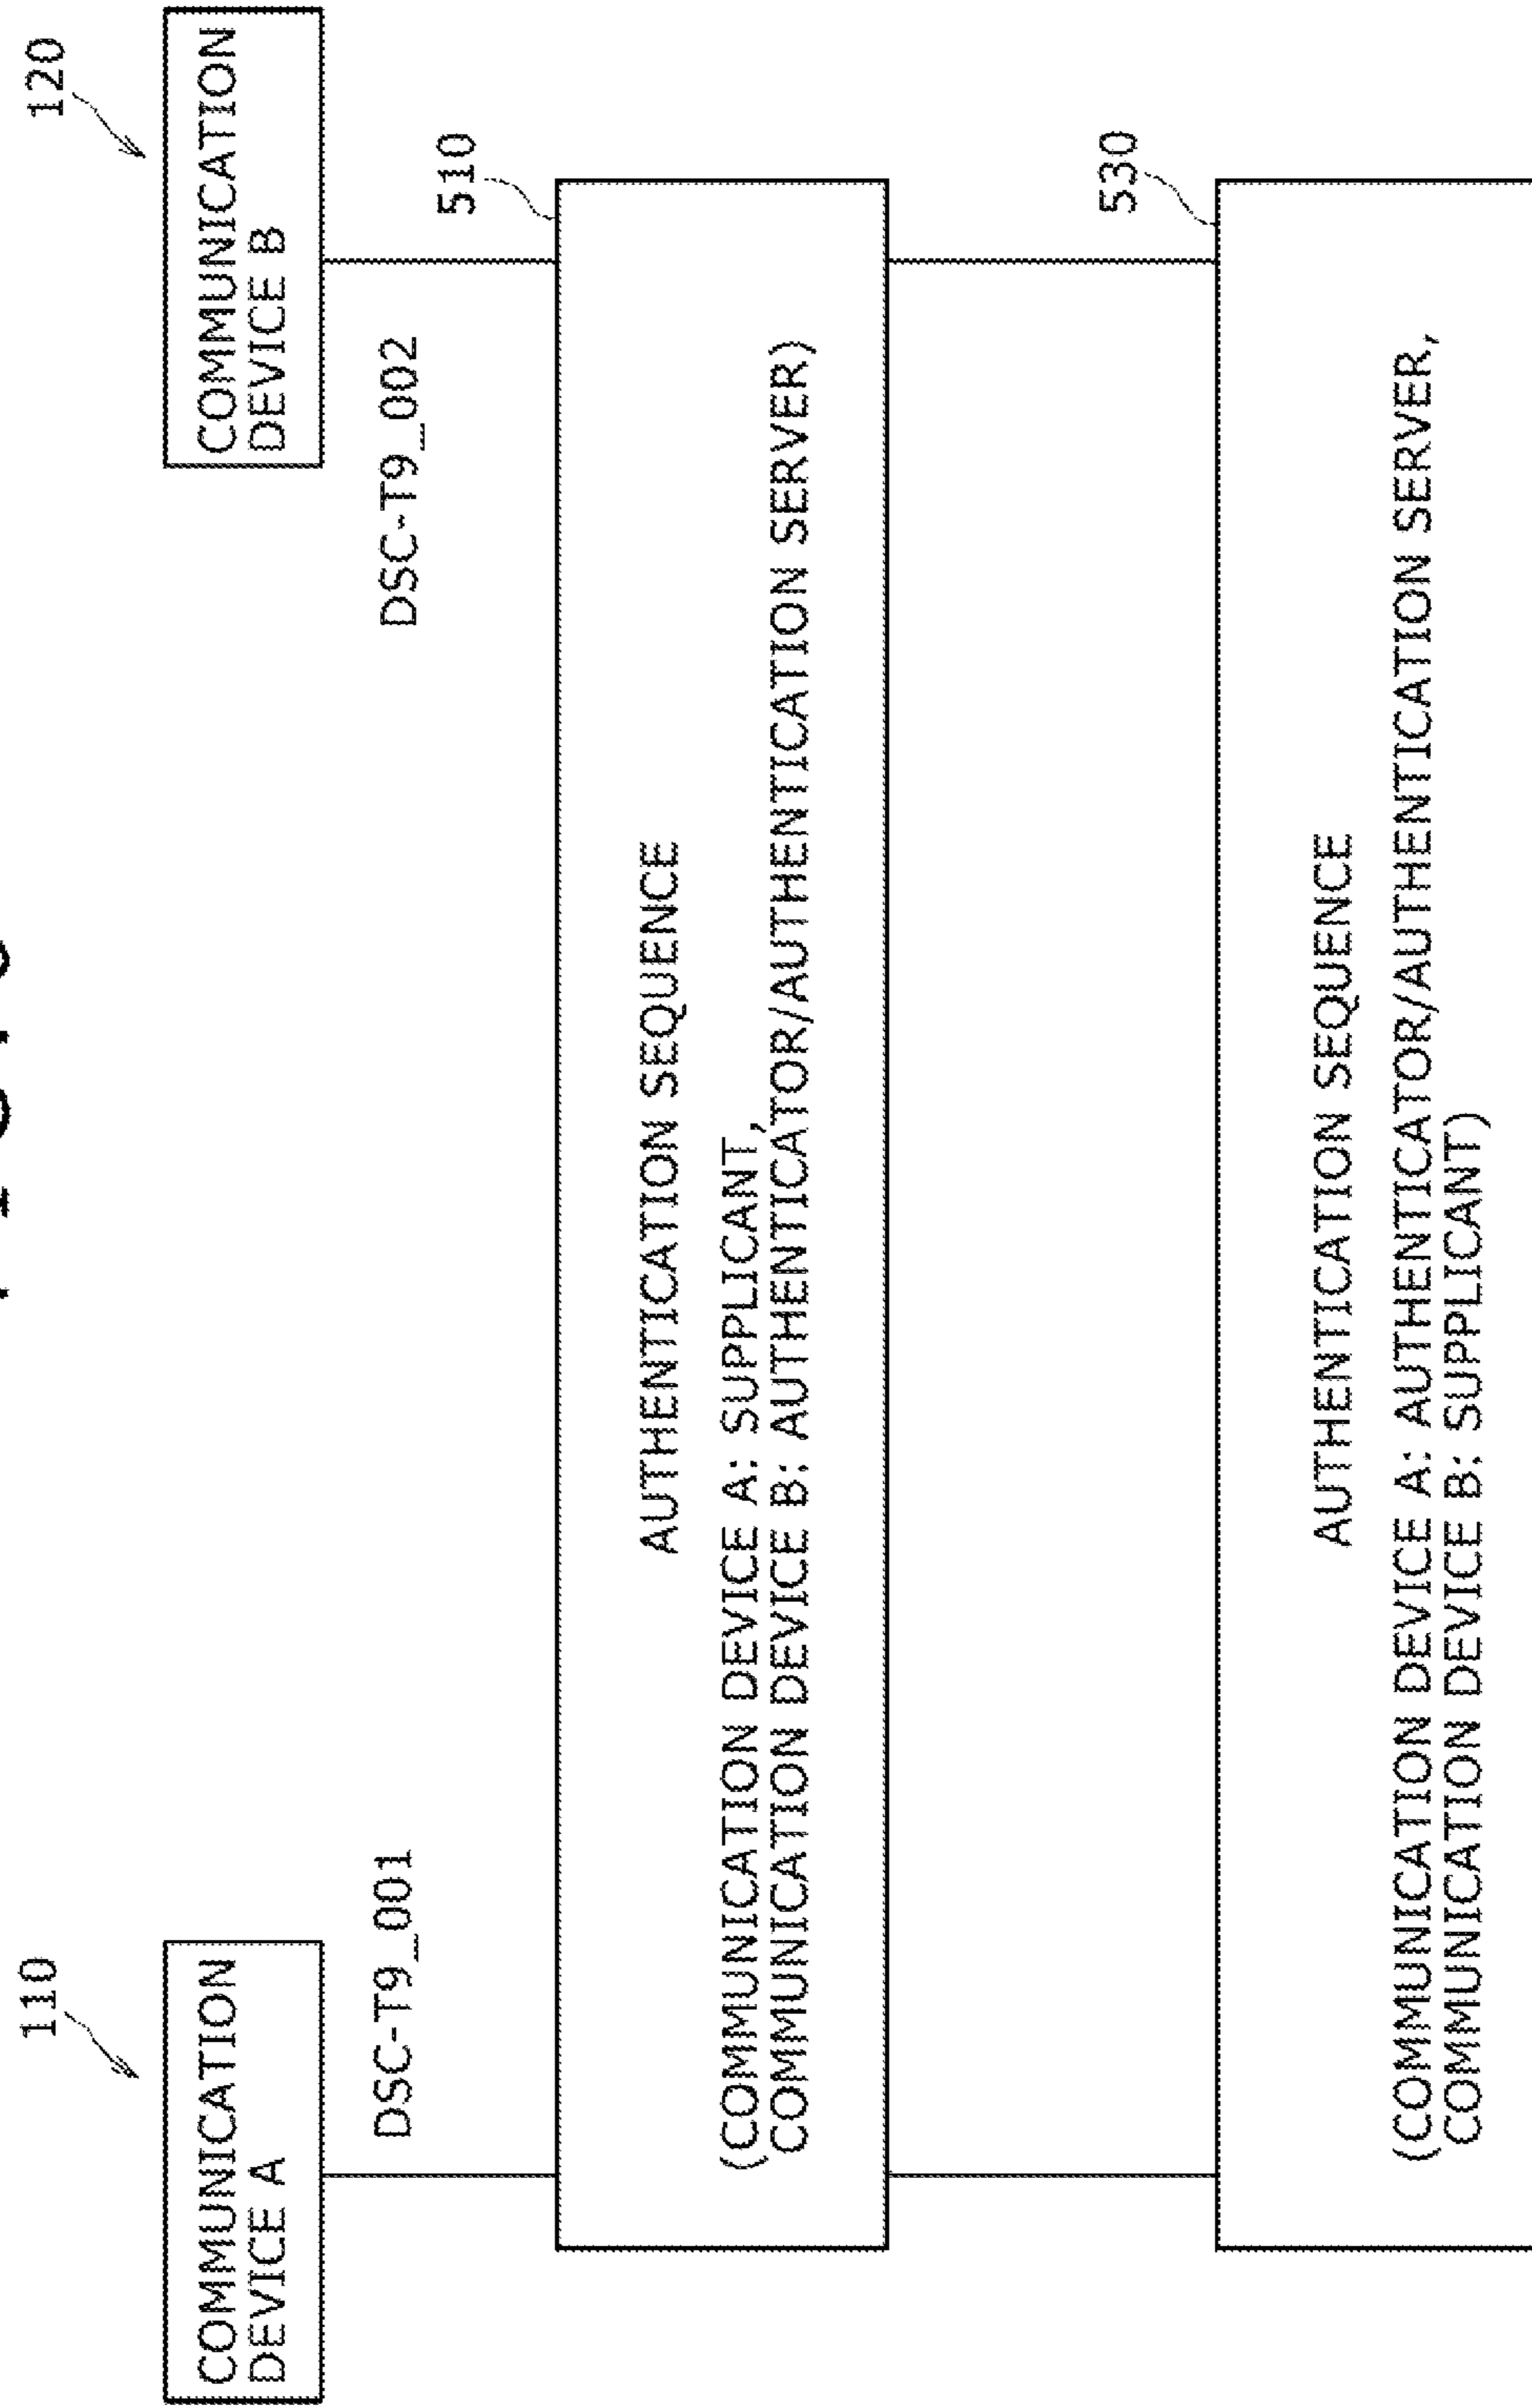 110
120
COMMUNICATION
DEVICE A
COMMUNICATION
DEVICE B
DSC-T9_001
DSC-T9_002
510
AUTHENTICATION SEQUENCE
(COMMUNICATION DEVICE A: SUPPLICANT,
COMMUNICATION DEVICE B: AUTHENTICATOR/AUTHENTICATION SERVER)
530
AUTHENTICATION SEQUENCE
(COMMUNICATION DEVICE A: AUTHENTICATOR/AUTHENTICATION SERVER,
COMMUNICATION DEVICE B: SUPPLICANT)